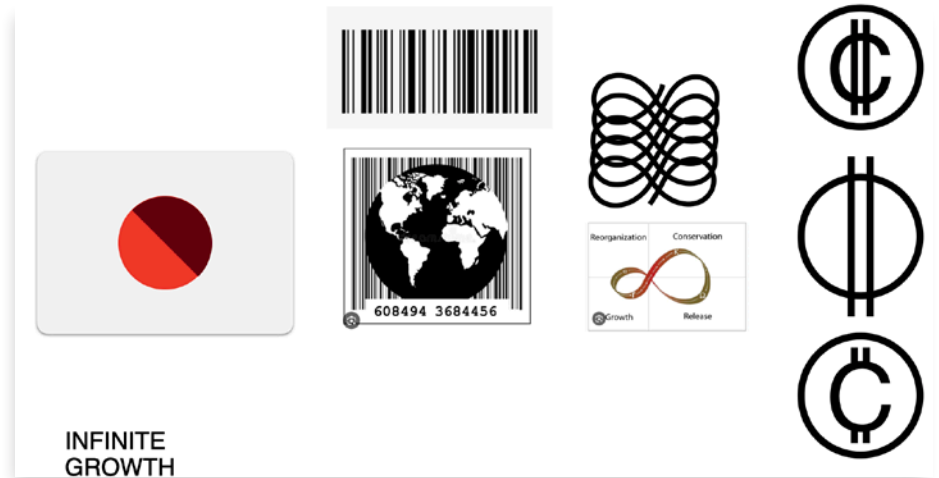 608494 3684456
Reorganization Conservation
Growth Release
INFINITE
GROWTH